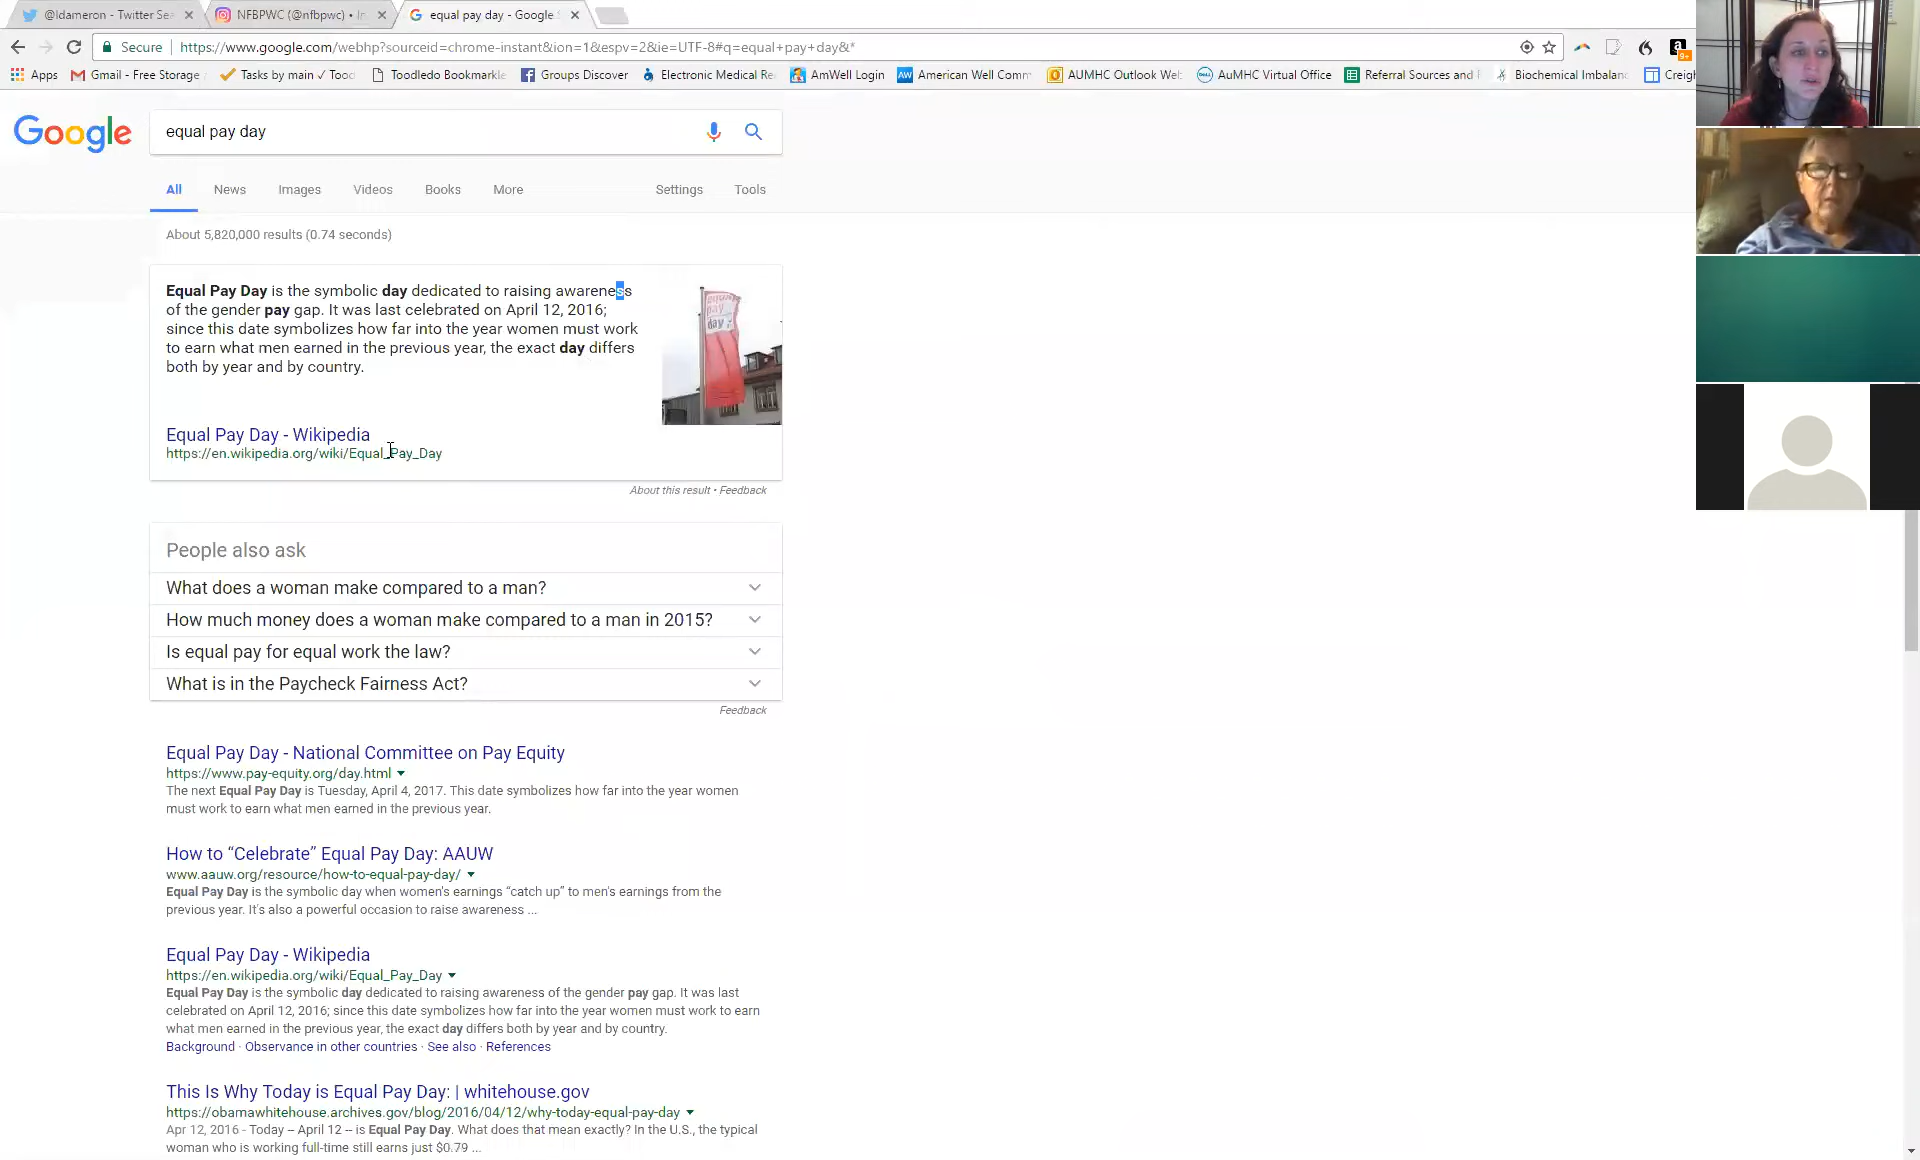 @ldameron - Twitter Sea
NFBPWC (@nfbpwc) • In
equal pay day - Google S
Secure https://www.google.com/webhp?sourceid=chrome-instant&ion=1&espv=2&ie=UTF-8#q=equal+pay+day&*
Apps Gmail - Free Storage Tasks by main ✓ Tood Toodledo Bookmarkle Groups Discover Electronic Medical Re AmWell Login American Well Comm AUMHC Outlook We AuMHC Virtual Office Referral Sources and Biochemical Imbalan Creigh
Google
equal pay day
All News Images Videos Books More Settings Tools
About 5,820,000 results (0.74 seconds)
Equal Pay Day is the symbolic day dedicated to raising awareness
of the gender pay gap. It was last celebrated on April 12, 2016;
since this date symbolizes how far into the year women must work
to earn what men earned in the previous year, the exact day differs
both by year and by country.
equal
pay
day
Equal Pay Day - Wikipedia
https://en.wikipedia.org/wiki/Equal_Pay_Day
About this result • Feedback
People also ask
What does a woman make compared to a man?
How much money does a woman make compared to a man in 2015?
Is equal pay for equal work the law?
What is in the Paycheck Fairness Act?
Feedback
Equal Pay Day - National Committee on Pay Equity
https://www.pay-equity.org/day.html
The next Equal Pay Day is Tuesday, April 4, 2017. This date symbolizes how far into the year women
must work to earn what men earned in the previous year.
How to “Celebrate” Equal Pay Day: AAUW
www.aauw.org/resource/how-to-equal-pay-day/
Equal Pay Day is the symbolic day when women's earnings “catch up” to men's earnings from the
previous year. It's also a powerful occasion to raise awareness ...
Equal Pay Day - Wikipedia
https://en.wikipedia.org/wiki/Equal_Pay_Day
Equal Pay Day is the symbolic day dedicated to raising awareness of the gender pay gap. It was last
celebrated on April 12, 2016; since this date symbolizes how far into the year women must work to earn
what men earned in the previous year, the exact day differs both by year and by country.
Background · Observance in other countries · See also · References
This Is Why Today is Equal Pay Day: | whitehouse.gov
https://obamawhitehouse.archives.gov/blog/2016/04/12/why-today-equal-pay-day
Apr 12, 2016 - Today -- April 12 -- is Equal Pay Day. What does that mean exactly? In the U.S., the typical
woman who is working full-time still earns just $0.79 ...